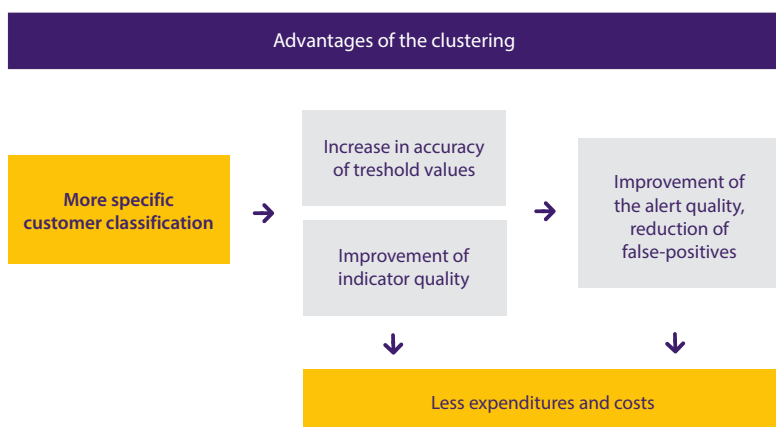 Advantages of the clustering
More specific
customer classification
Increase in accuracy
of treshold values
Improvement of
indicator quality
Improvement of
the alert quality,
reduction of
false-positives
Less expenditures and costs